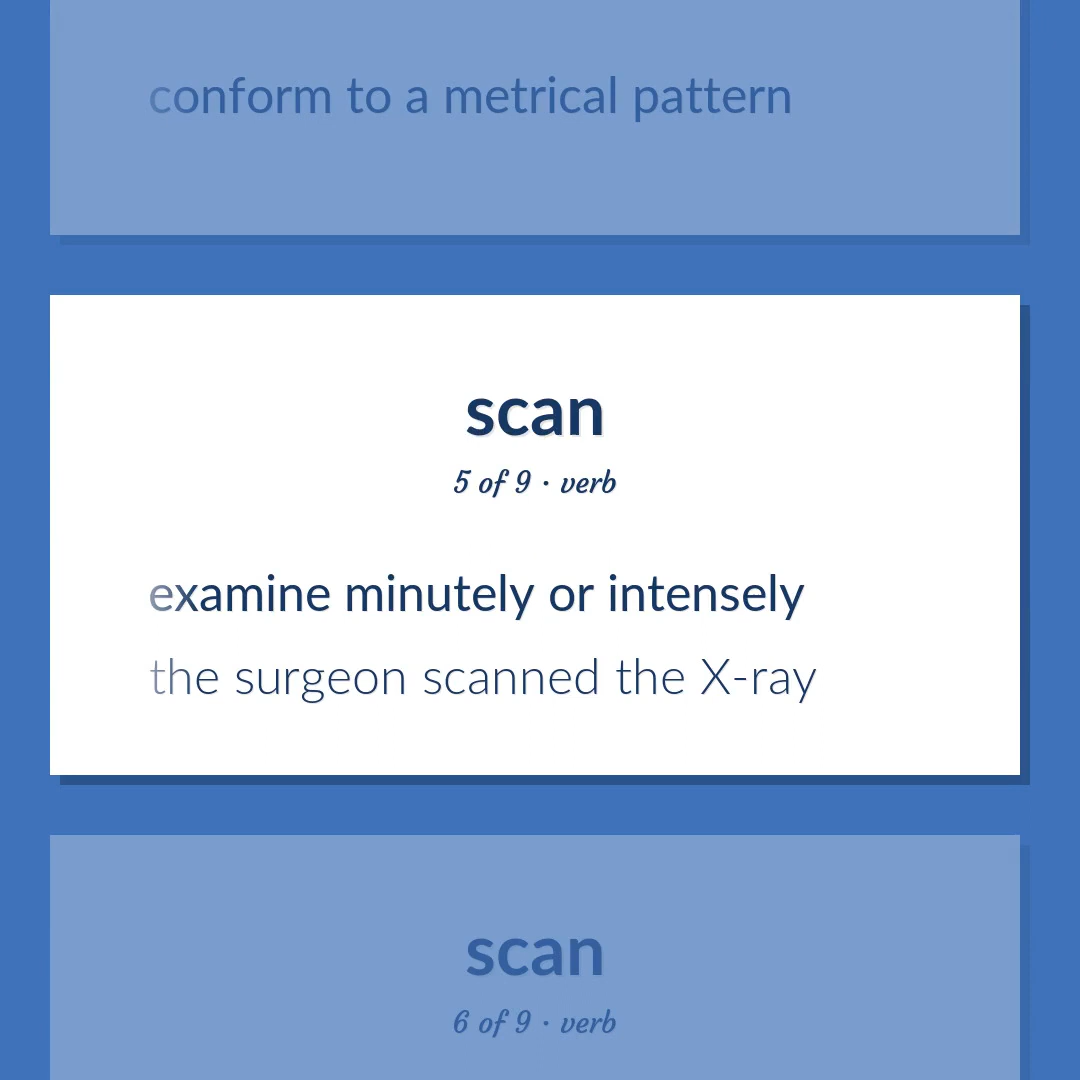 conform to a metrical pattern
scan
5 of 9 · verb
examine minutely or intensely
the surgeon scanned the X-ray
scan
6 of 9 · verb